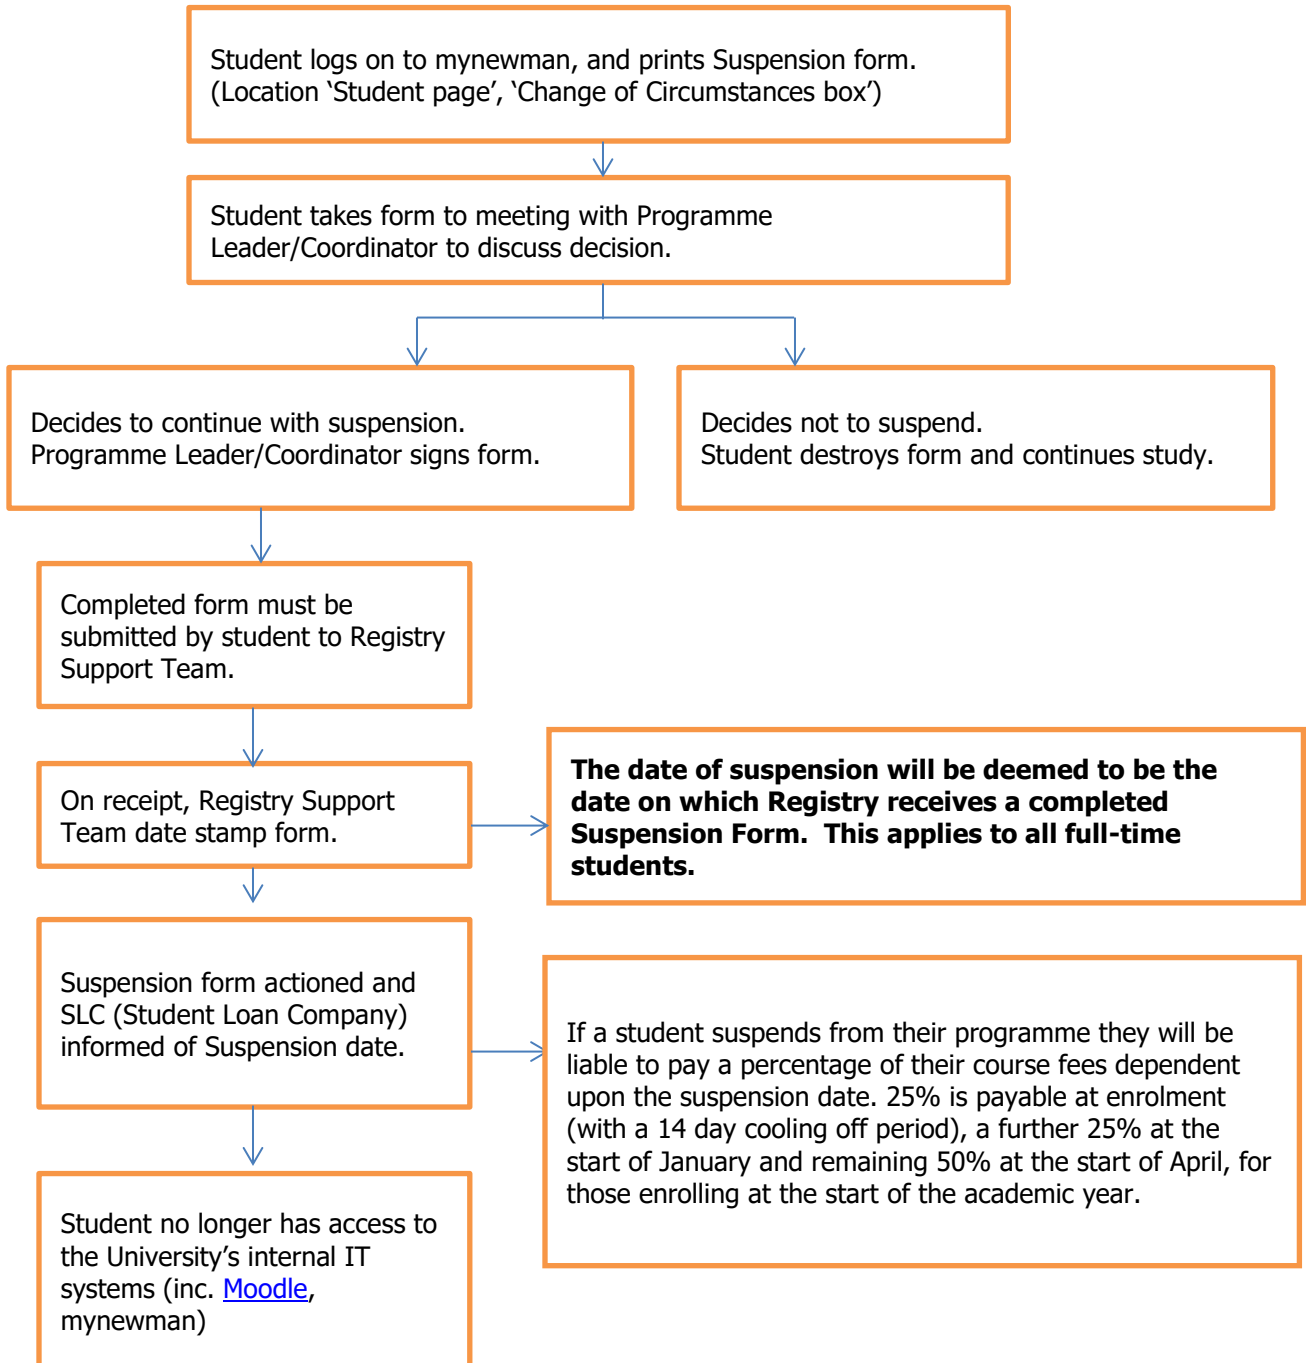 Student logs on to mynewman, and prints Suspension form.
(Location ‘Student page’, ‘Change of Circumstances box’)
Student takes form to meeting with Programme
Leader/Coordinator to discuss decision.
Decides to continue with suspension.
Programme Leader/Coordinator signs form.
Decides not to suspend.
Student destroys form and continues study.
Completed form must be
submitted by student to Registry
Support Team.
On receipt, Registry Support
Team date stamp form.
The date of suspension will be deemed to be the
date on which Registry receives a completed
Suspension Form.  This applies to all full-time
students.
Suspension form actioned and
SLC (Student Loan Company)
informed of Suspension date.
If a student suspends from their programme they will be
liable to pay a percentage of their course fees dependent
upon the suspension date. 25% is payable at enrolment
(with a 14 day cooling off period), a further 25% at the
start of January and remaining 50% at the start of April, for
those enrolling at the start of the academic year.
Student no longer has access to
the University’s internal IT
systems (inc. Moodle,
mynewman)